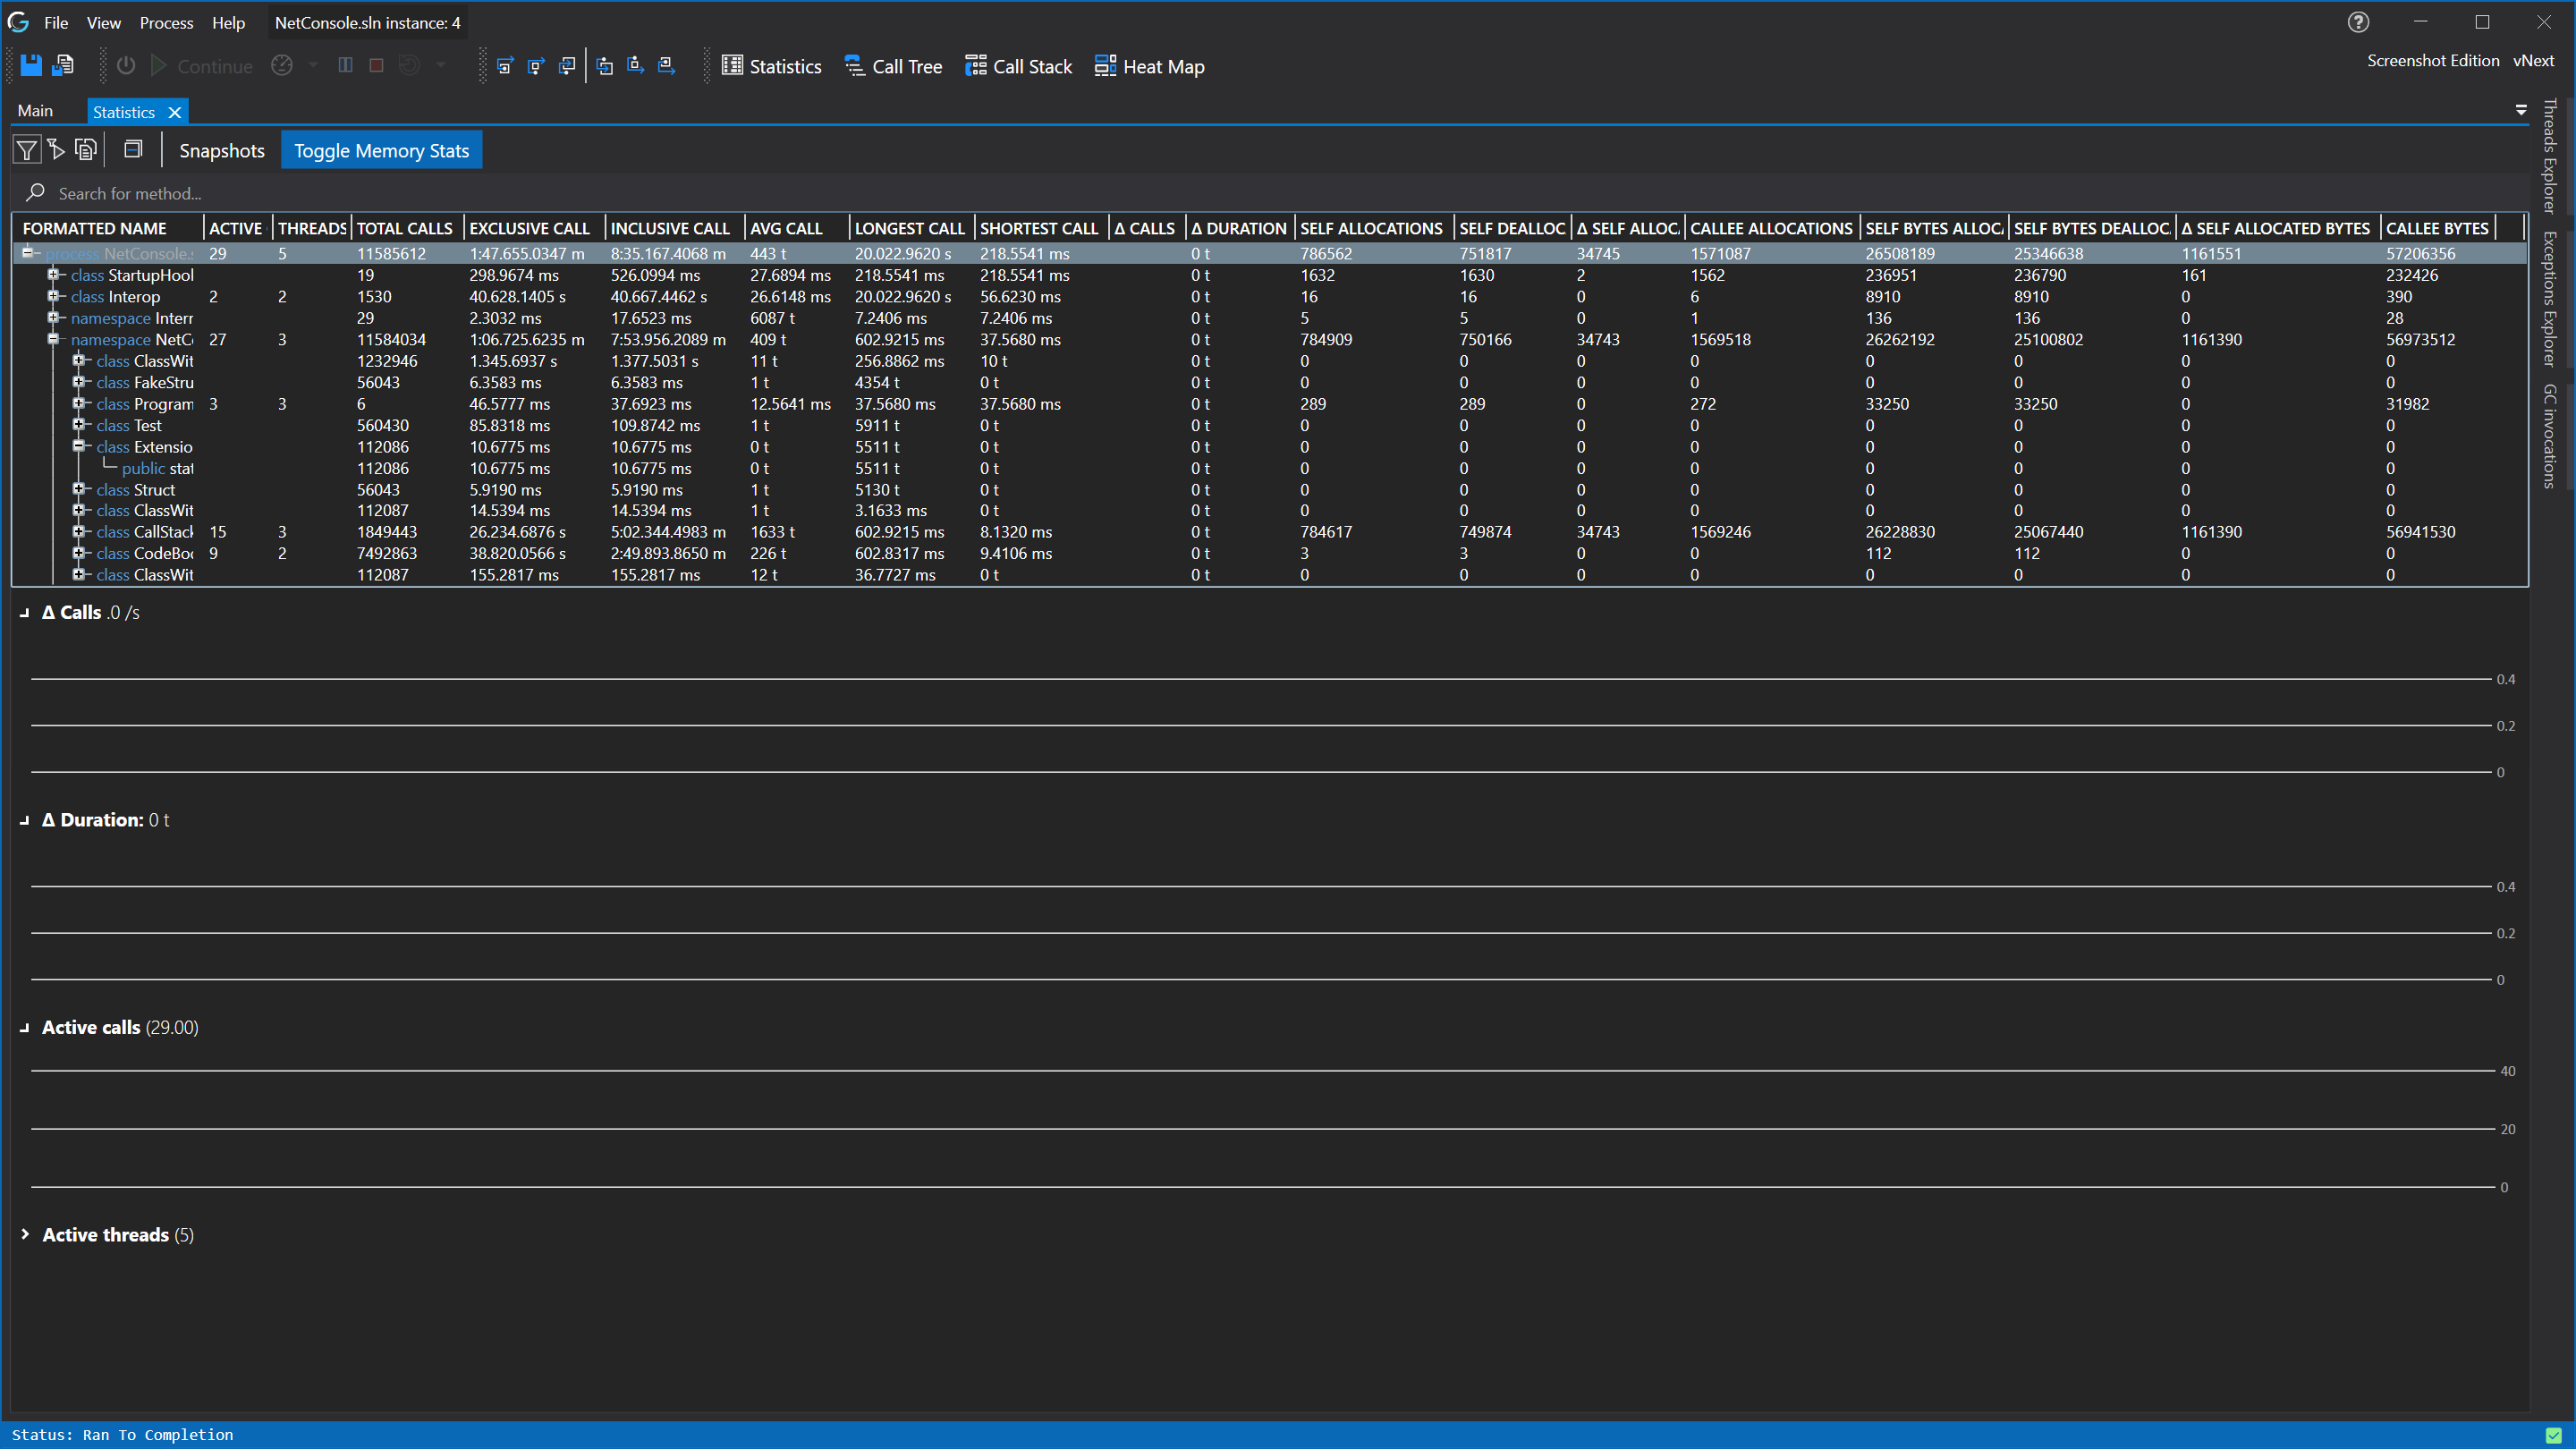 File View Process Help NetConsole.sln instance: 4
Continue Statistics Call Tree Call Stack Heat Map Screenshot Edition vNext
Main Statistics
Snapshots Toggle Memory Stats
Search for method...
FORMATTED NAME ACTIVE THREADS TOTAL CALLS EXCLUSIVE CALL INCLUSIVE CALL AVG CALL LONGEST CALL SHORTEST CALL Δ CALLS Δ DURATION SELF ALLOCATIONS SELF DEALLOC Δ SELF ALLOC. CALLEE ALLOCATIONS SELF BYTES ALLOC. SELF BYTES DEALLOC. Δ SELF ALLOCATED BYTES CALLEE BYTES
process NetConsole.s 29 5 11585612 1:47.655.0347 m 8:35.167.4068 m 443 t 20.022.9620 s 218.5541 ms 0 t 786562 751817 34745 1571087 26508189 25346638 1161551 57206356
class StartupHool 19 298.9674 ms 526.0994 ms 27.6894 ms 218.5541 ms 218.5541 ms 0 t 1632 1630 2 1562 236951 236790 161 232426
class Interop 2 2 1530 40.628.1405 s 40.667.4462 s 26.6148 ms 20.022.9620 s 56.6230 ms 0 t 16 16 0 6 8910 8910 0 390
namespace Interr 29 2.3032 ms 17.6523 ms 6087 t 7.2406 ms 7.2406 ms 0 t 5 5 0 1 136 136 0 28
namespace NetC 27 3 11584034 1:06.725.6235 m 7:53.956.2089 m 409 t 602.9215 ms 37.5680 ms 0 t 784909 750166 34743 1569518 26262192 25100802 1161390 56973512
class ClassWit 1232946 1.345.6937 s 1.377.5031 s 11 t 256.8862 ms 10 t 0 t 0 0 0 0 0 0 0 0
class FakeStru 56043 6.3583 ms 6.3583 ms 1 t 4354 t 0 t 0 t 0 0 0 0 0 0 0 0
class Program 3 3 6 46.5777 ms 37.6923 ms 12.5641 ms 37.5680 ms 37.5680 ms 0 t 289 289 0 272 33250 33250 0 31982
class Test 560430 85.8318 ms 109.8742 ms 1 t 5911 t 0 t 0 t 0 0 0 0 0 0 0 0
class Extensio 112086 10.6775 ms 10.6775 ms 0 t 5511 t 0 t 0 t 0 0 0 0 0 0 0 0
public stat 112086 10.6775 ms 10.6775 ms 0 t 5511 t 0 t 0 t 0 0 0 0 0 0 0 0
class Struct 56043 5.9190 ms 5.9190 ms 1 t 5130 t 0 t 0 t 0 0 0 0 0 0 0 0
class ClassWit 112087 14.5394 ms 14.5394 ms 1 t 3.1633 ms 0 t 0 t 0 0 0 0 0 0 0 0
class CallStack 15 3 1849443 26.234.6876 s 5:02.344.4983 m 1633 t 602.9215 ms 8.1320 ms 0 t 784617 749874 34743 1569246 26228830 25067440 1161390 56941530
class CodeBoc 9 2 7492863 38.820.0566 s 2:49.893.8650 m 226 t 602.8317 ms 9.4106 ms 0 t 3 3 0 0 112 112 0 0
class ClassWit 112087 155.2817 ms 155.2817 ms 12 t 36.7727 ms 0 t 0 t 0 0 0 0 0 0 0 0
Δ Calls .0 /s
0.4
0.2
0
Δ Duration: 0 t
0.4
0.2
0
Active calls (29.00)
40
20
0
Active threads (5)
Threads Explorer
Exceptions Explorer
GC invocations
Status: Ran To Completion